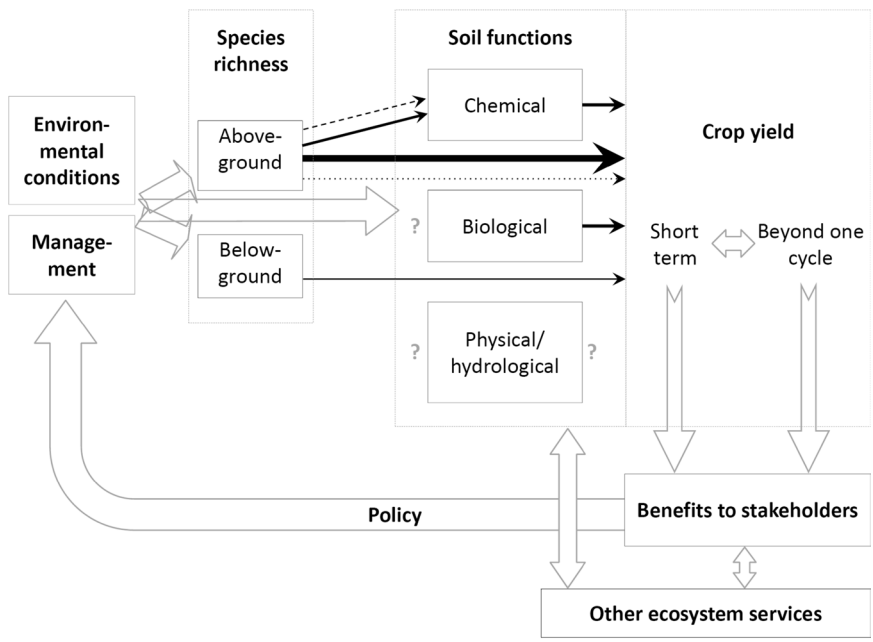 Species
richness
Soil functions
Environ-
mental
conditions
Above-
ground
Chemical
Crop yield
Manage-
ment
Below-
ground
?
Biological
Short
term
Beyond one
cycle
?
Physical/
hydrological
?
Policy
Benefits to stakeholders
Other ecosystem services